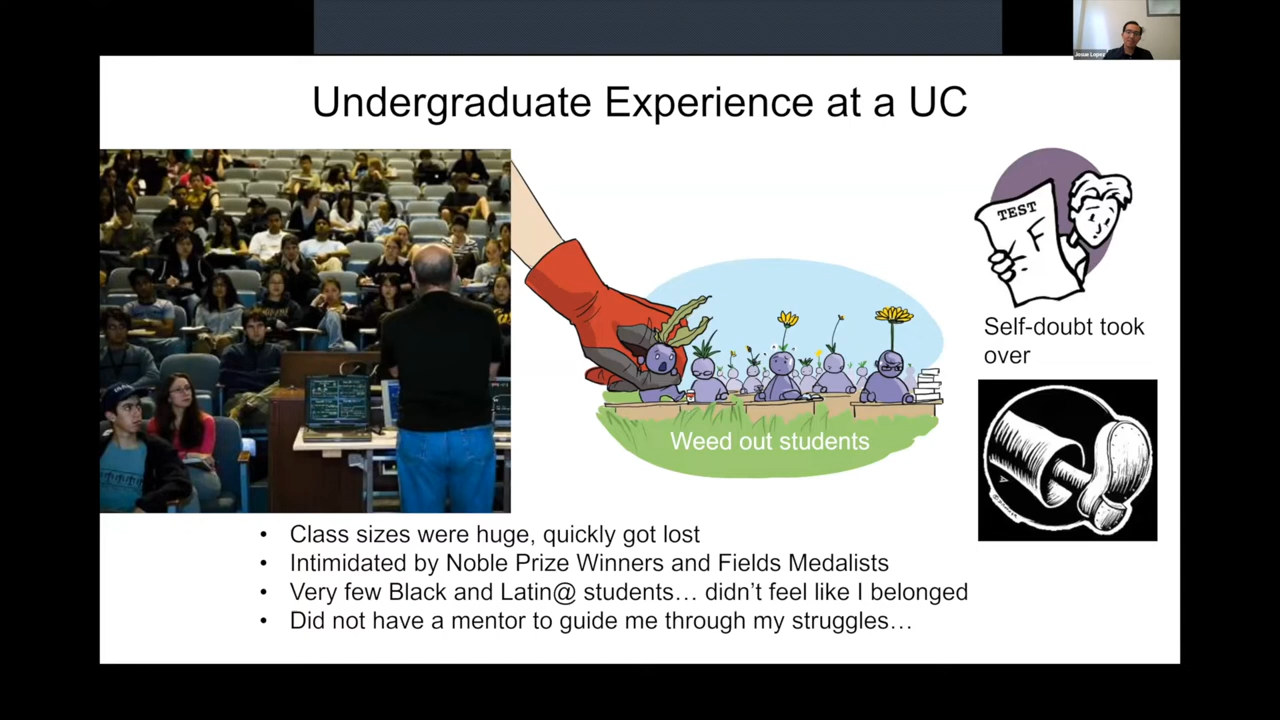 Josue Lopez
Undergraduate Experience at a UC
TEST
F
Self-doubt took
over
Weed out students
• Class sizes were huge, quickly got lost
• Intimidated by Noble Prize Winners and Fields Medalists
• Very few Black and Latin@ students… didn’t feel like I belonged
• Did not have a mentor to guide me through my struggles…